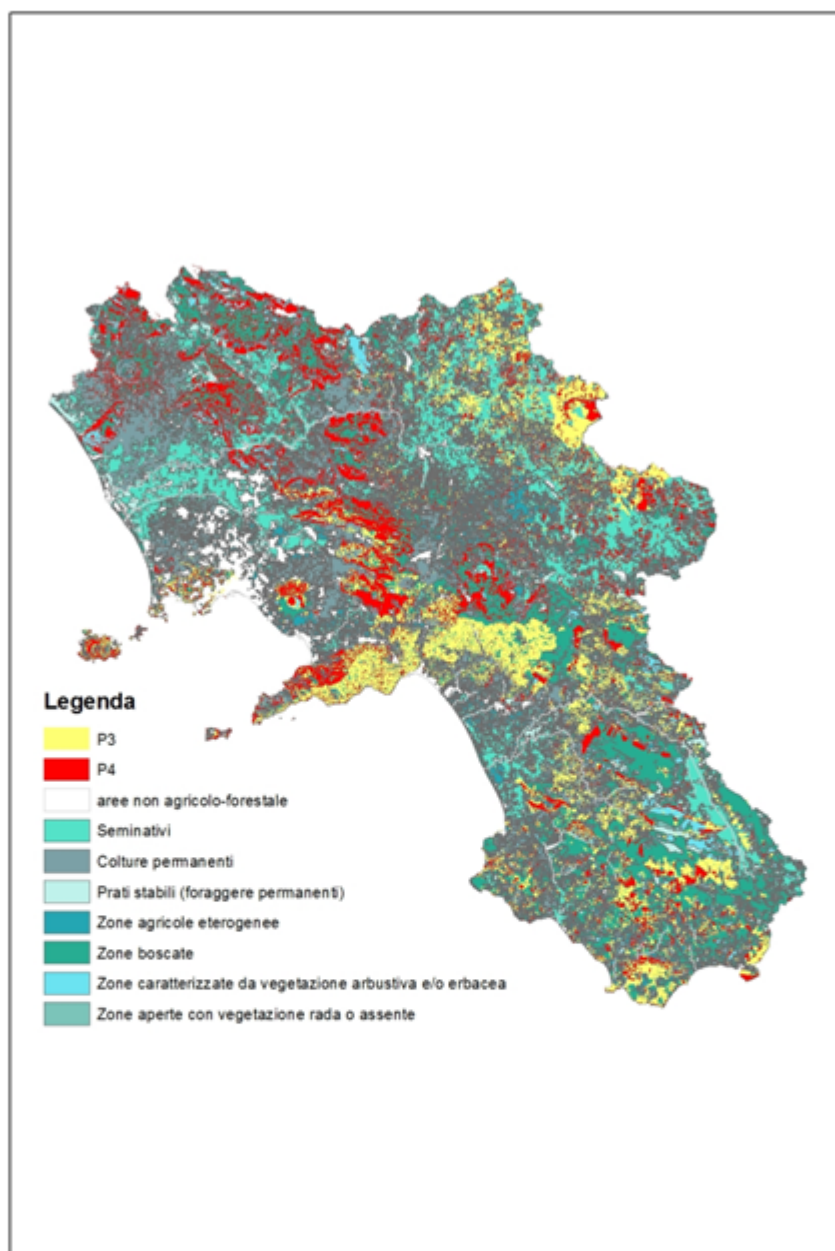 Legenda
P3
P4
aree non agricolo-forestale
Seminativi
Colture permanenti
Prati stabili (foraggere permanenti)
Zone agricole eterogenee
Zone boscate
Zone caratterizzate da vegetazione arbustiva e/o erbacea
Zone aperte con vegetazione rada o assente